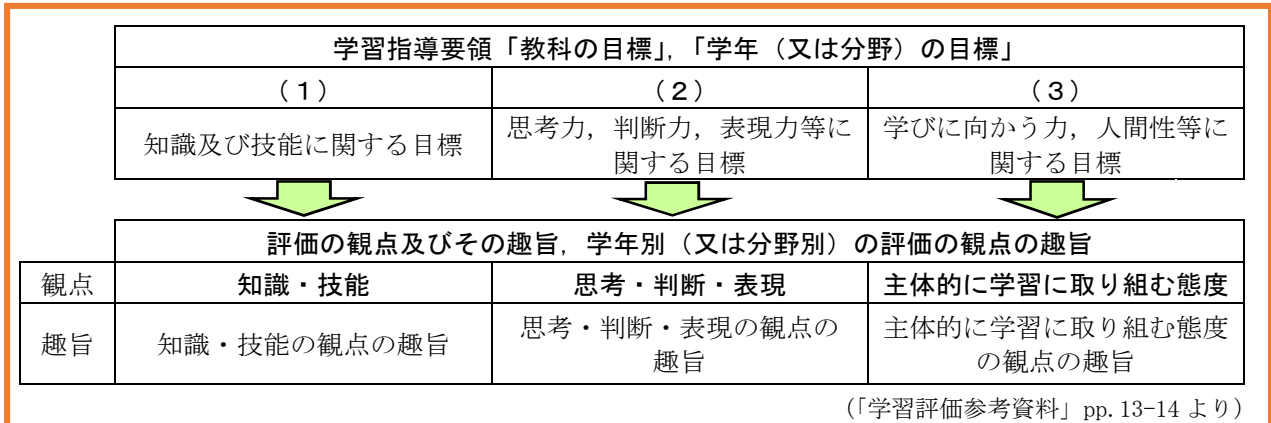 学習指導要領「教科の目標」，「学年（又は分野）の目標」
（１） （２） （３）
知識及び技能に関する目標
思考力，判断力，表現力等に
関する目標
学びに向かう力，人間性等に
関する目標
評価の観点及びその趣旨，学年別（又は分野別）の評価の観点の趣旨
観点 知識・技能 思考・判断・表現 主体的に学習に取り組む態度
趣旨 知識・技能の観点の趣旨
思考・判断・表現の観点の
趣旨
主体的に学習に取り組む態度
の観点の趣旨
（「学習評価参考資料」pp.13-14 より）